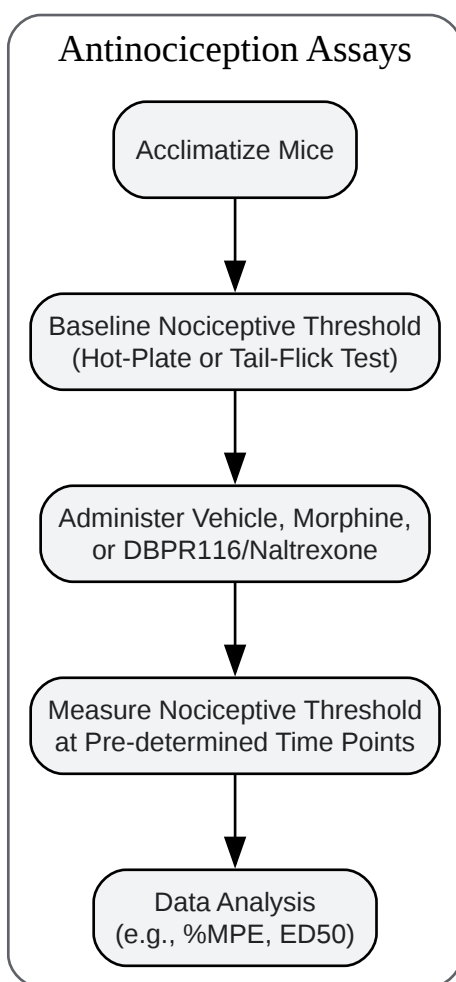 Antinociception Assays
Acclimatize Mice
Baseline Nociceptive Threshold
(Hot-Plate or Tail-Flick Test)
Administer Vehicle, Morphine,
or DBPR116/Naltrexone
Measure Nociceptive Threshold
at Pre-determined Time Points
Data Analysis
(e.g., %MPE, ED50)